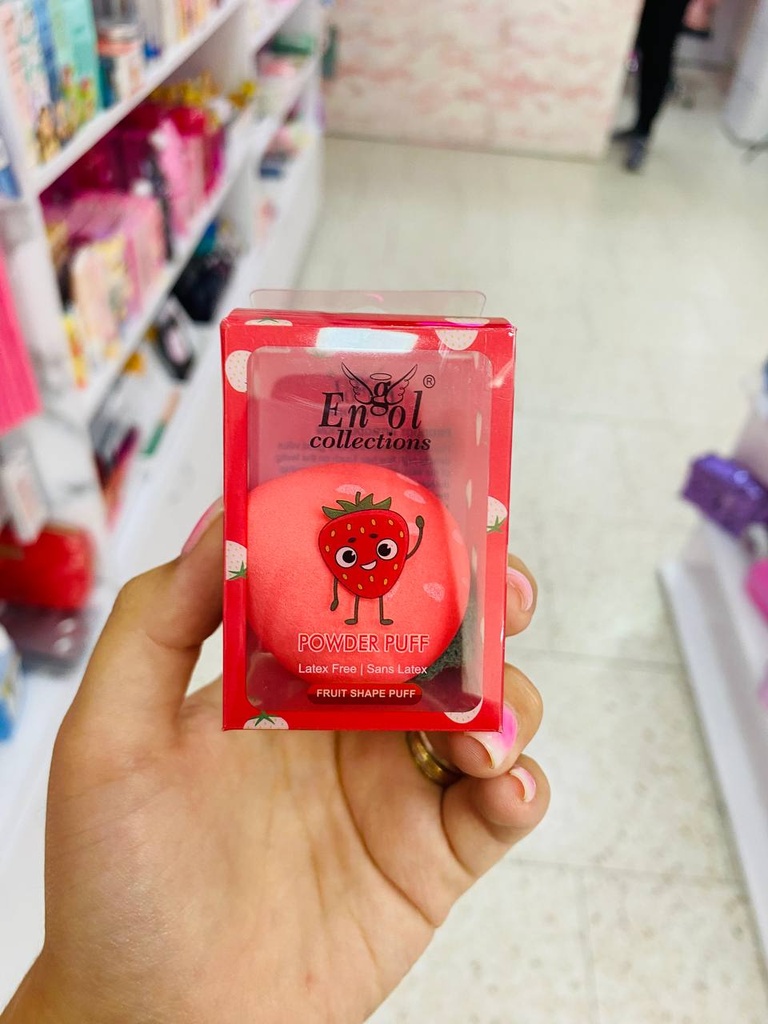 Engol ®
collections
POWDER PUFF
Latex Free | Sans Latex
FRUIT SHAPE PUFF